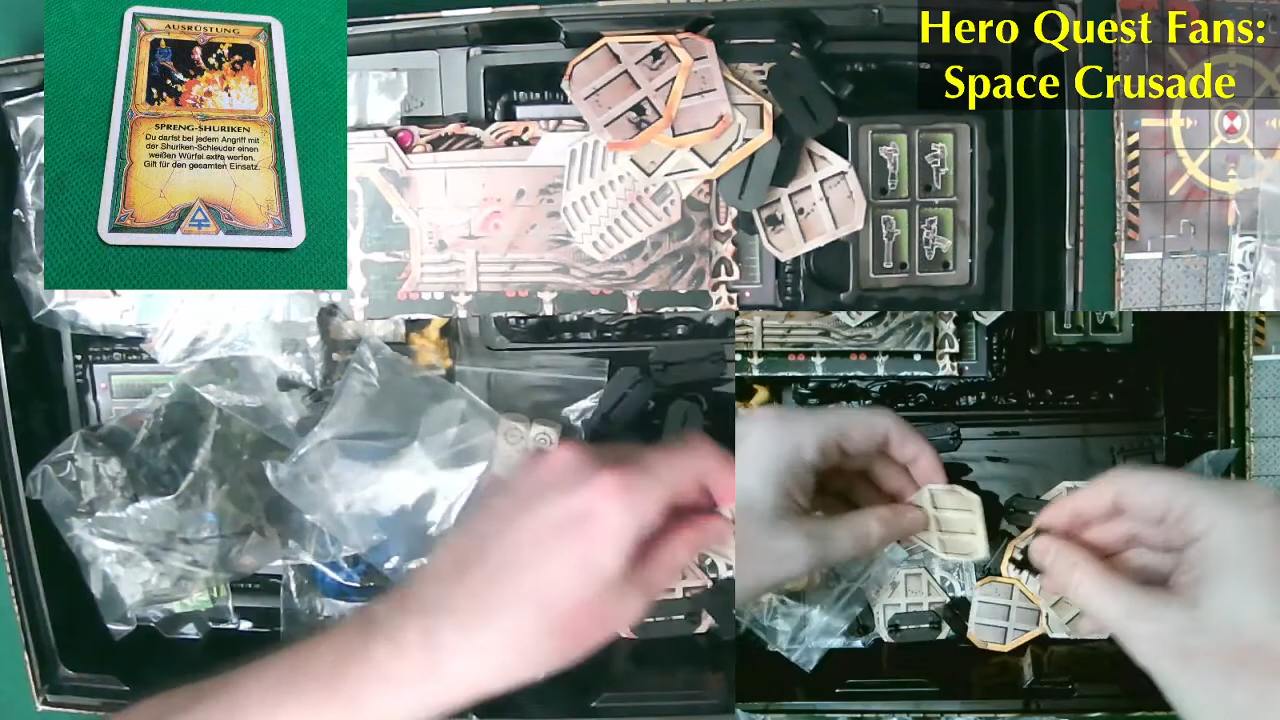 AUSRÜSTUNG
SPRENG-SHURIKEN
Du darfst bei jedem Angriff mit
der Shuriken-Schleuder einen
weißen Würfel extra werfen.
Gilt für den gesamten Einsatz.
Hero Quest Fans:
Space Crusade